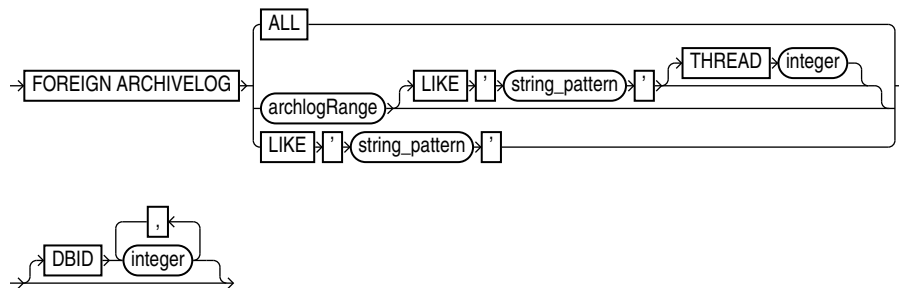 ALL
THREAD integer
LIKE ' string_pattern '
FOREIGN ARCHIVELOG
archlogRange
LIKE ' string_pattern '
,
DBID integer